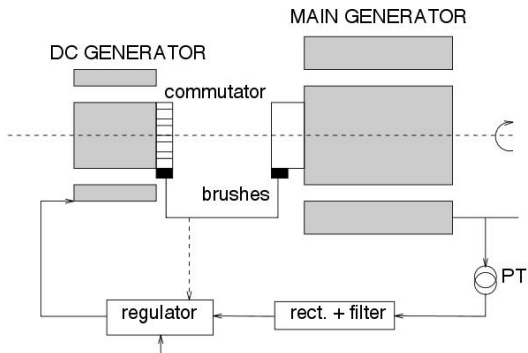 MAIN GENERATOR
DC GENERATOR
commutator
brushes
PT
regulator
rect. + filter